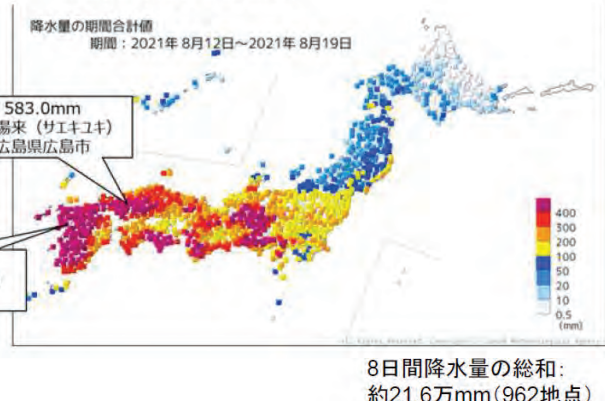 降水量の期間合計値
期間:2021年 8月12日~2021年 8月19日
583.0mm
湯来(サエキユキ)
広島県広島市
400
300
200
100
50
20
10
0.5
(mm)
8日間降水量の総和:
約21.6万mm(962地点)